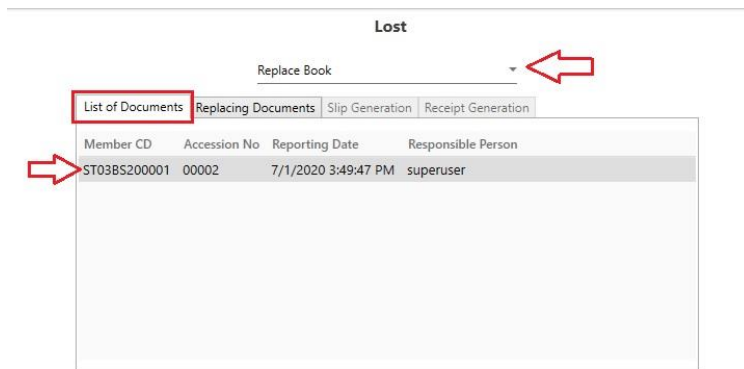 Lost
Replace Book
List of Documents Replacing Documents Slip Generation Receipt Generation
Member CD Accession No Reporting Date Responsible Person
ST03BS200001 00002 7/1/2020 3:49:47 PM superuser